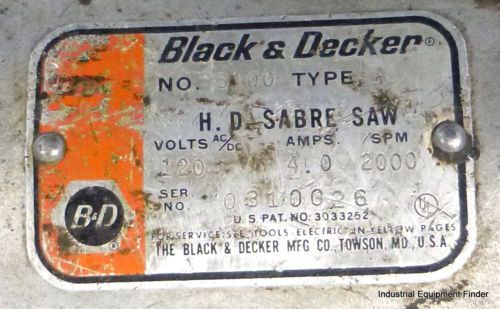 Black & Decker®
NO. 3100 TYPE
H. D. SABRE SAW
VOLTS AC/DC AMPS. SPM
120 4.0 2000
SER. NO. 0310026
U.S. PAT. NO. 3033252
FOR SERVICE SEE TOOLS-ELECTRIC IN YELLOW PAGES
THE BLACK & DECKER MFG CO., TOWSON, MD., U.S.A.
B&D®
UL
Industrial Equipment Finder